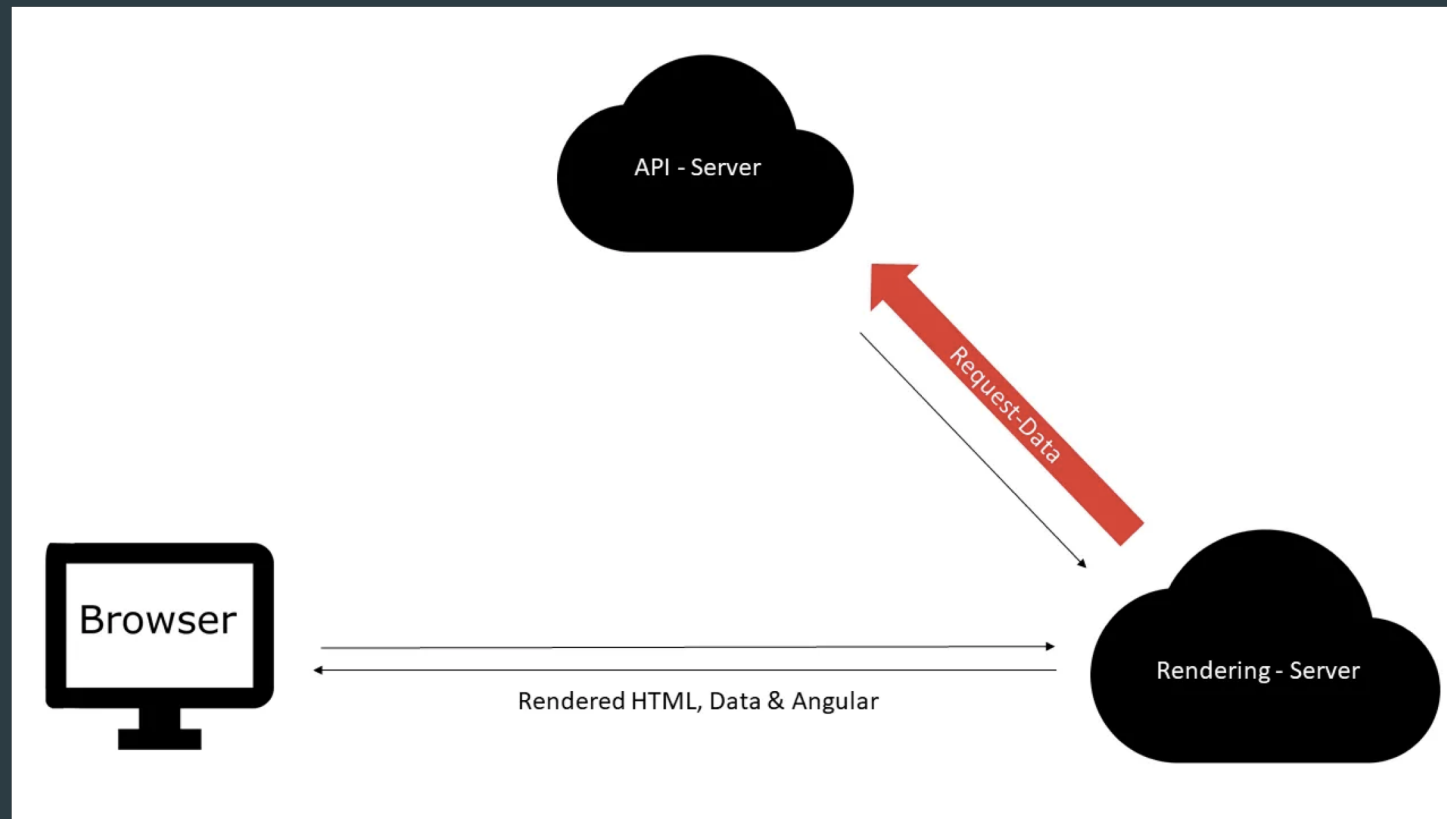 API - Server
Request-Data
Browser
Rendering - Server
Rendered HTML, Data & Angular